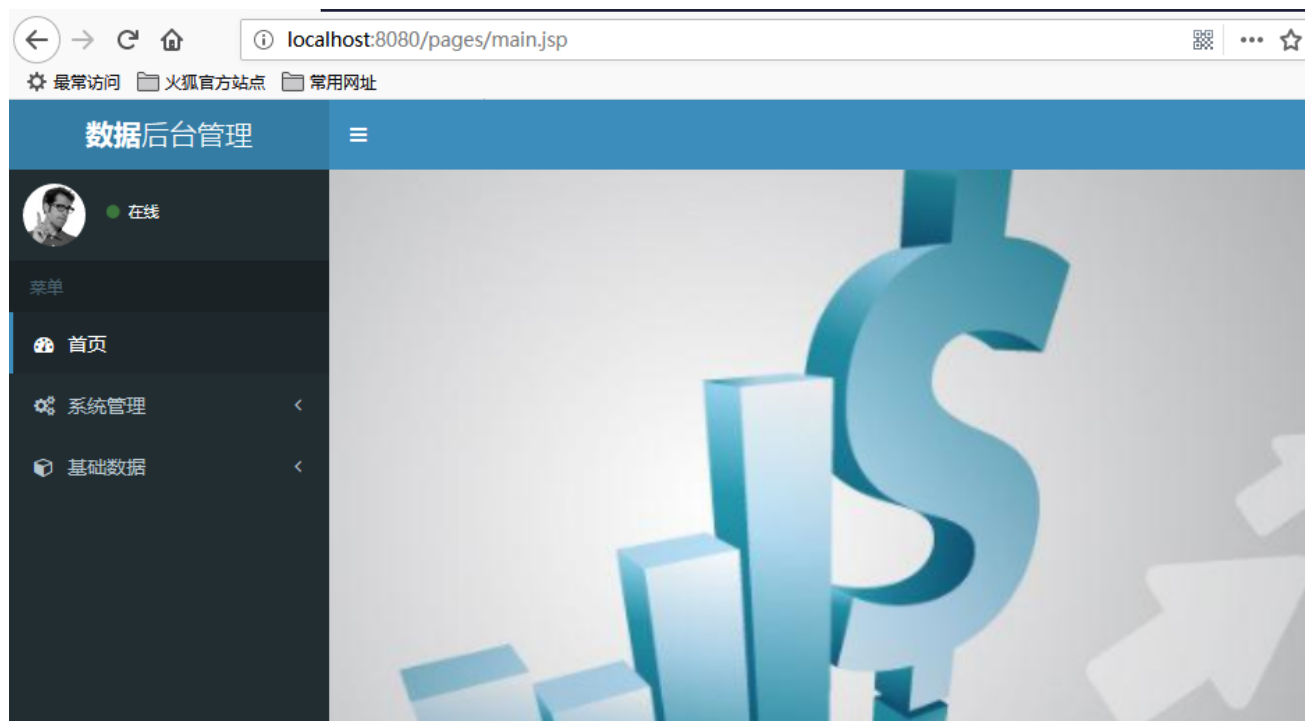 localhost:8080/pages/main.jsp
最常访问 火狐官方站点 常用网址
数据后台管理
在线
菜单
首页
系统管理
基础数据